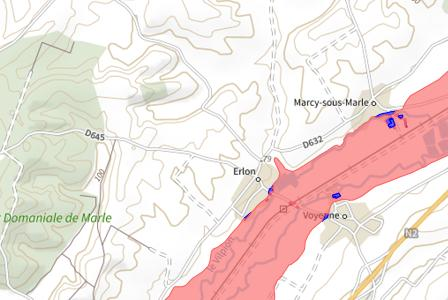 Marcy-sous-Marle
D645
D632
79
Erlon
100
Domaniale de Marle
le Vilpion
Voyenne
N2